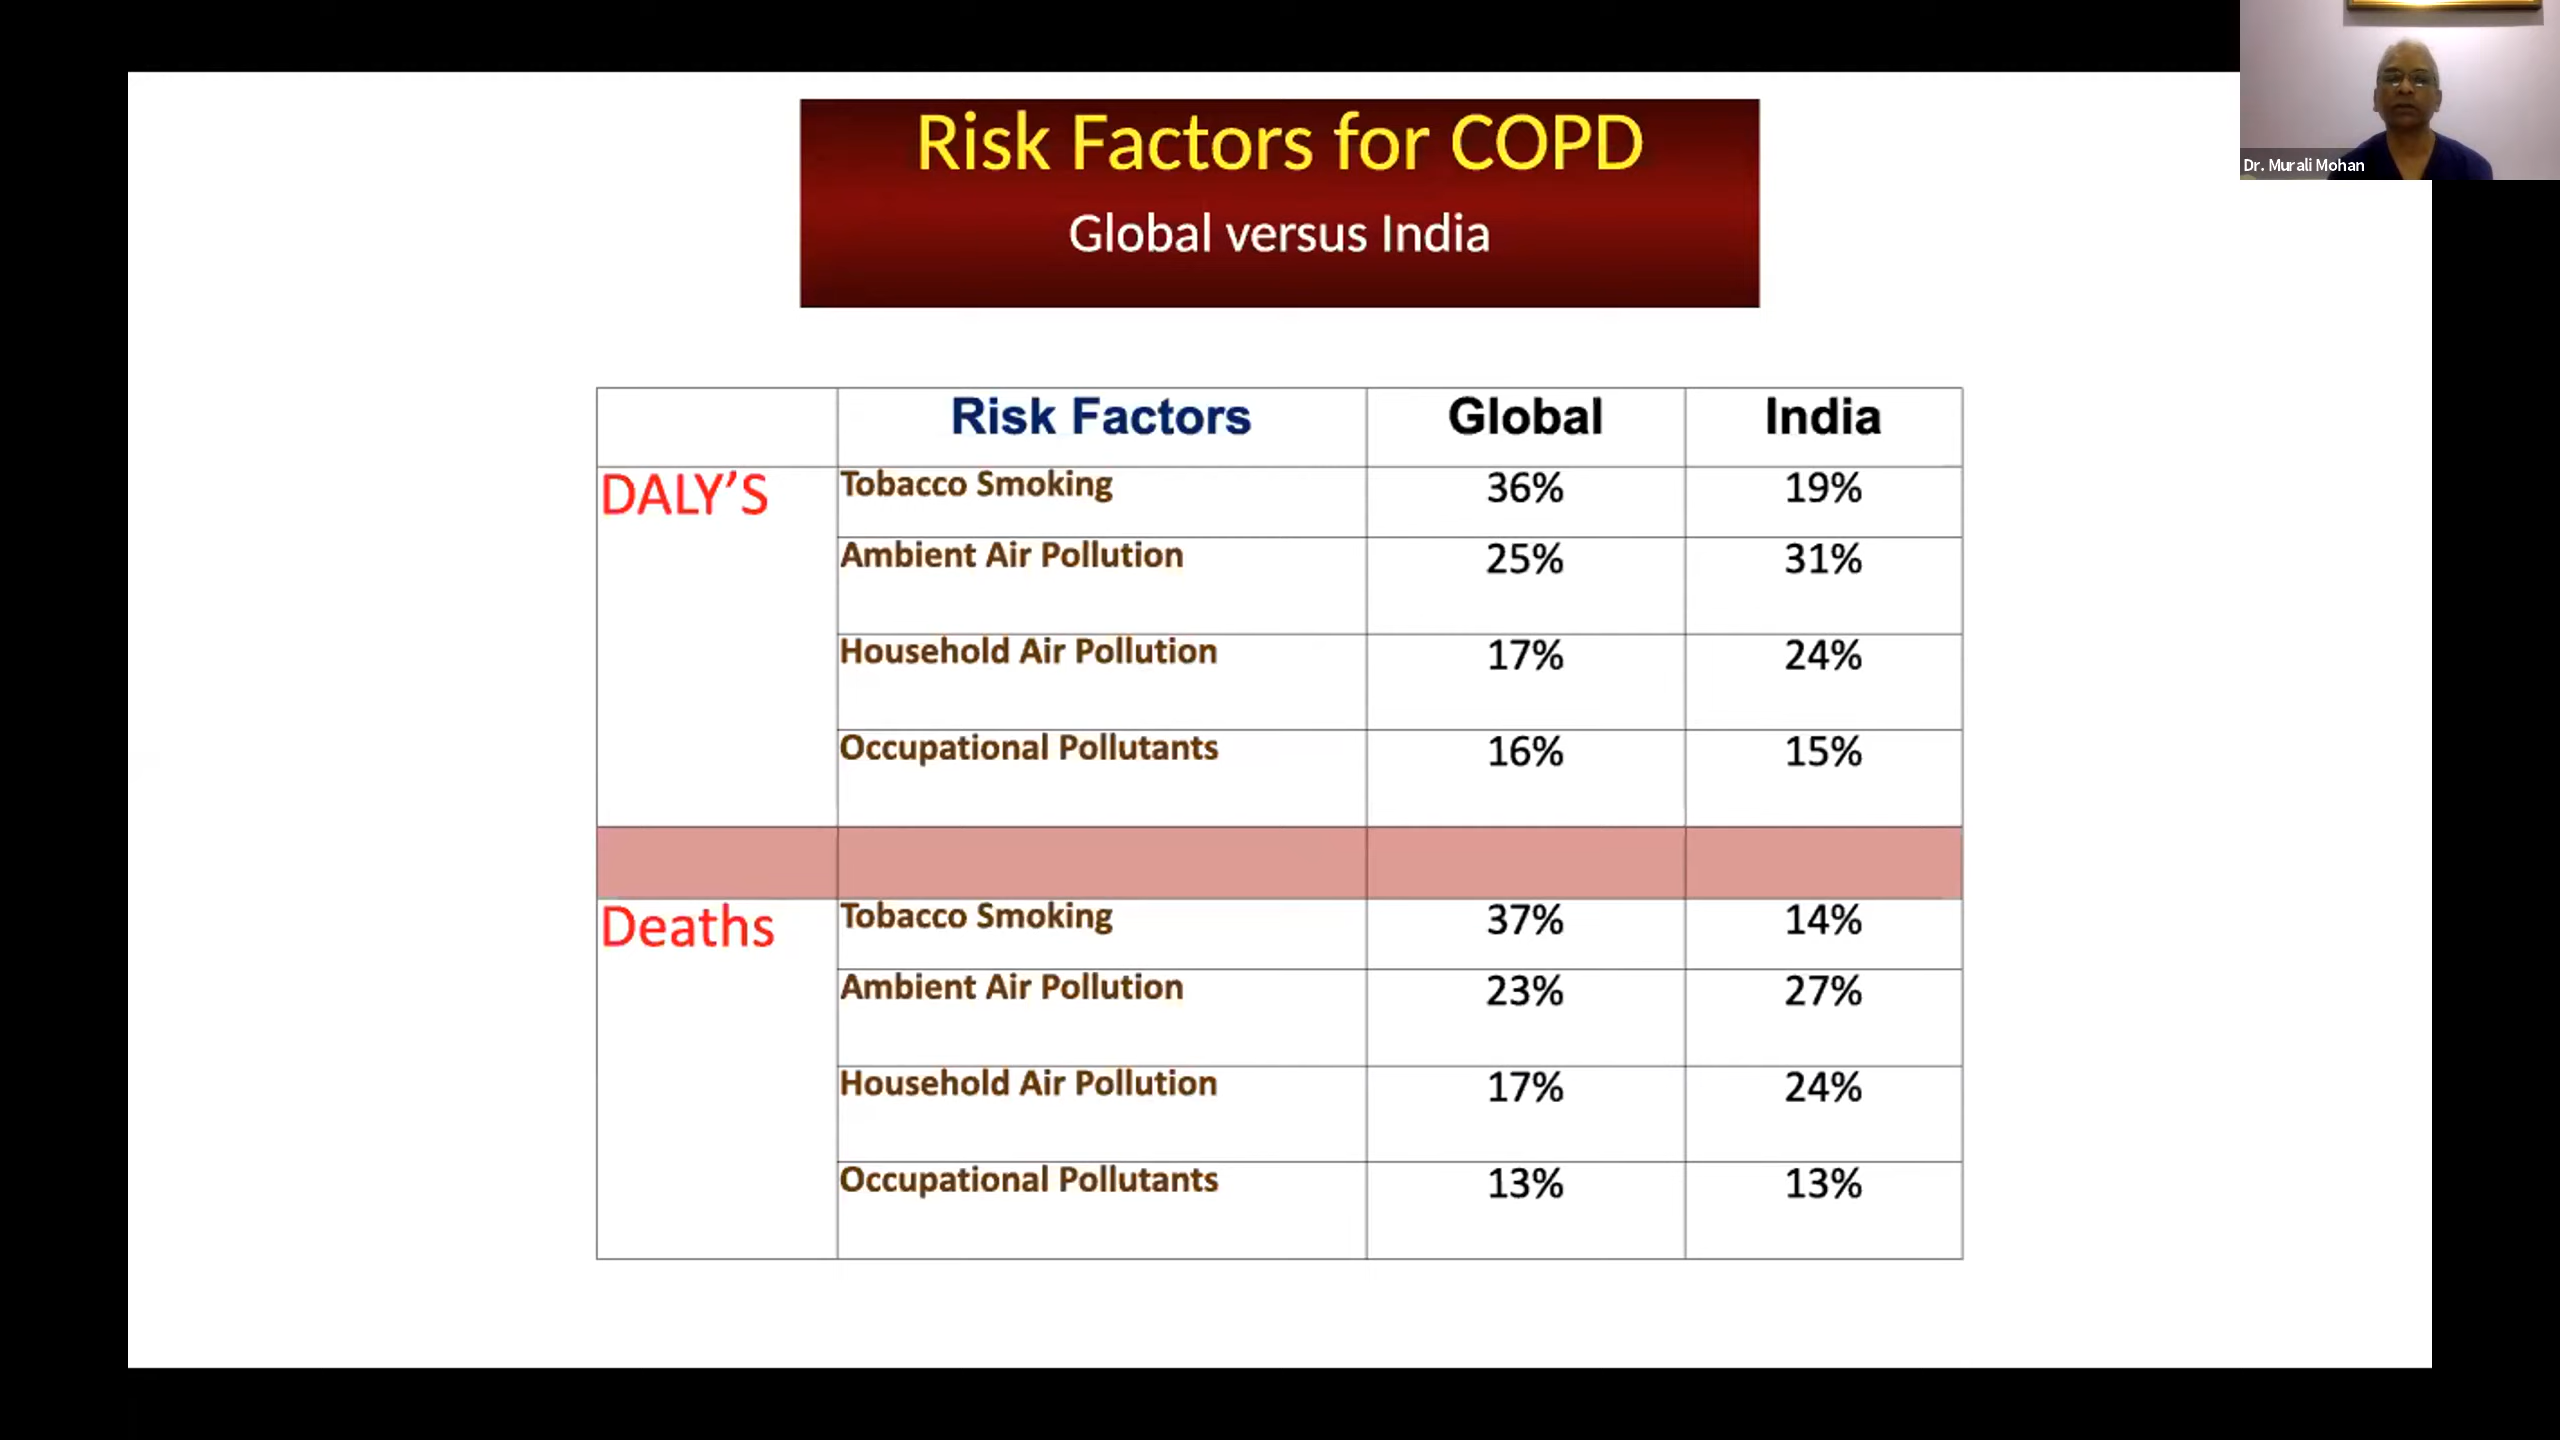 Dr. Murali Mohan
Risk Factors for COPD
Global versus India
Risk Factors Global India
DALY’S Tobacco Smoking 36% 19%
Ambient Air Pollution 25% 31%
Household Air Pollution 17% 24%
Occupational Pollutants 16% 15%
Deaths Tobacco Smoking 37% 14%
Ambient Air Pollution 23% 27%
Household Air Pollution 17% 24%
Occupational Pollutants 13% 13%